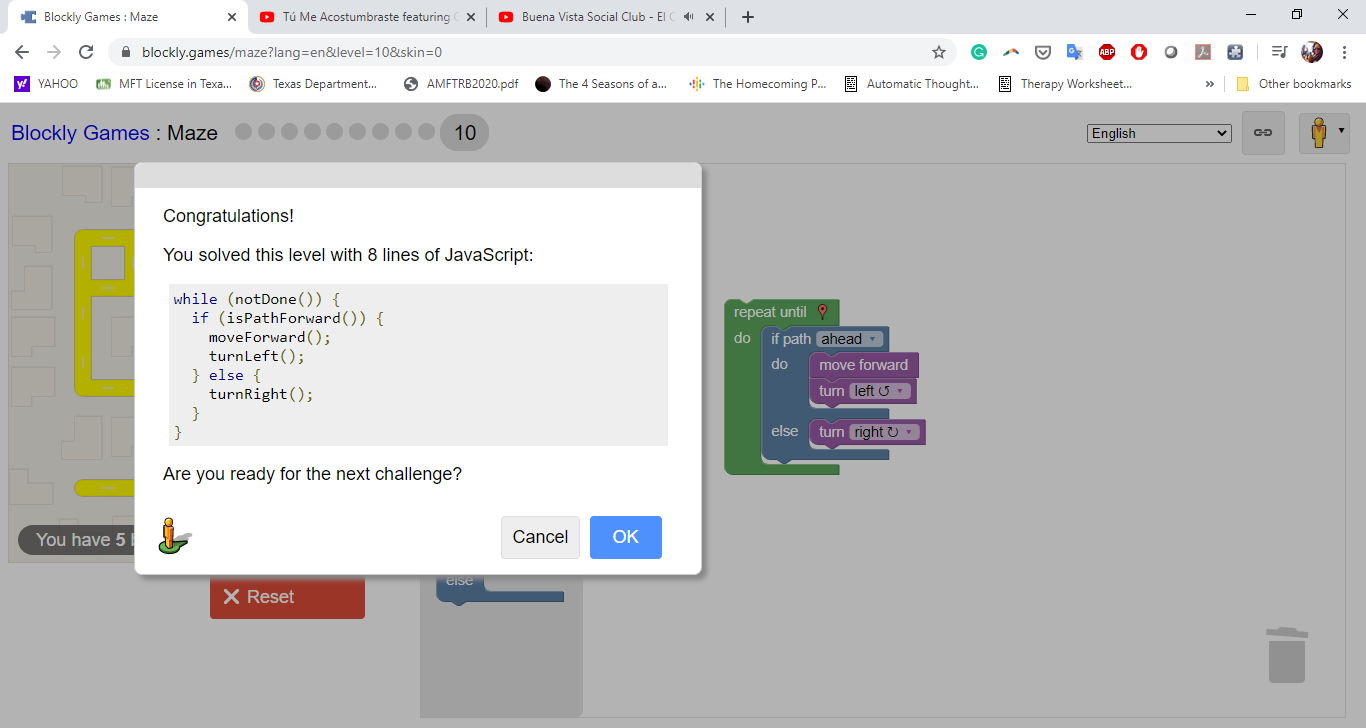 Blockly Games : Maze
Tú Me Acostumbraste featuring
Buena Vista Social Club - El
blockly.games/maze?lang=en&level=10&skin=0
ABP
y! YAHOO
MFT License in Texa...
Texas Department...
AMFTRB2020.pdf
The 4 Seasons of a...
The Homecoming P...
Automatic Thought...
Therapy Worksheet...
»
Other bookmarks
Blockly Games : Maze
10
English
Congratulations!
You solved this level with 8 lines of JavaScript:
while (notDone()) {
if (isPathForward()) {
moveForward();
turnLeft();
} else {
turnRight();
}
}
Are you ready for the next challenge?
Cancel
OK
You have 5
Reset
else
repeat until
do
if path ahead
do
move forward
turn left ↺
else
turn right ↻